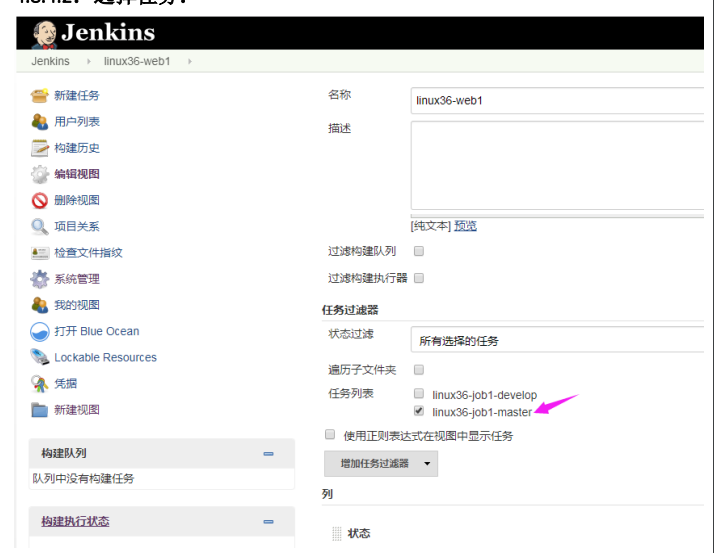 Jenkins
Jenkins linux36-web1
新建任务
用户列表
构建历史
编辑视图
删除视图
项目关系
检查文件指纹
系统管理
我的视图
打开 Blue Ocean
Lockable Resources
凭据
新建视图
构建队列
队列中没有构建任务
构建执行状态
名称
linux36-web1
描述
[纯文本] 预览
过滤构建队列
过滤构建执行器
任务过滤器
状态过滤
所有选择的任务
遍历子文件夹
任务列表
linux36-job1-develop
linux36-job1-master
使用正则表达式在视图中显示任务
增加任务过滤器
列
状态